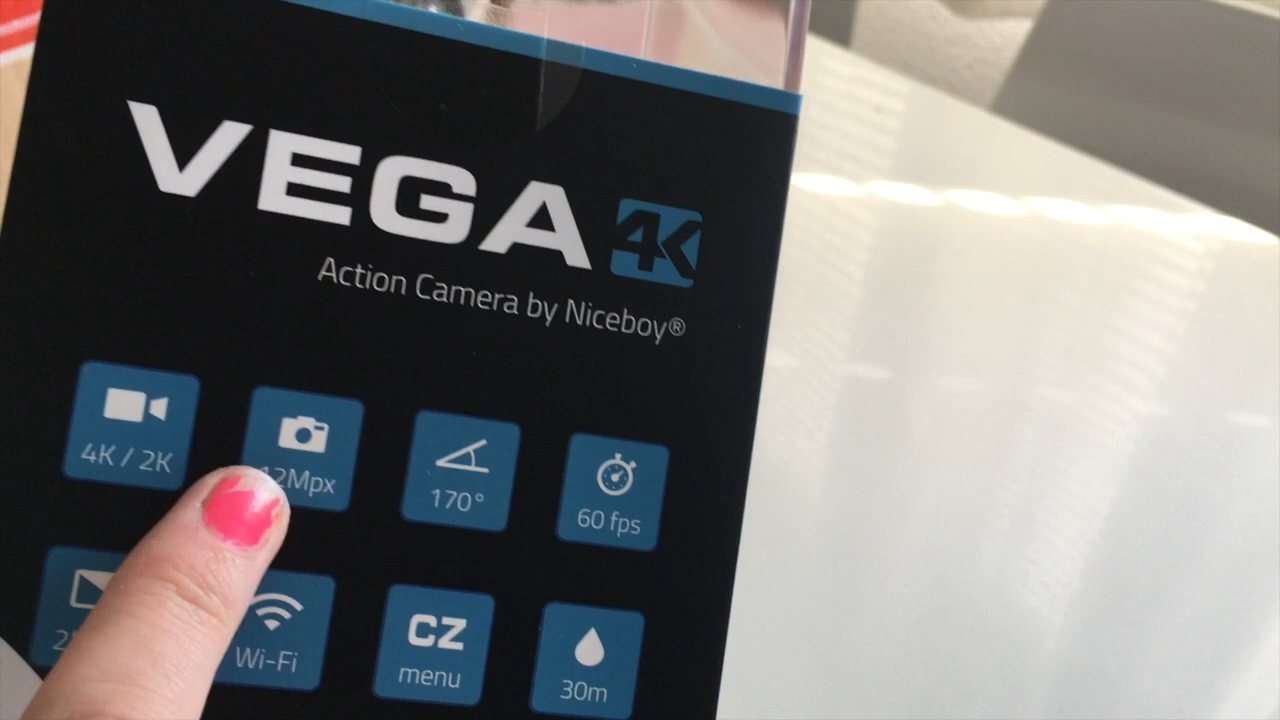 VEGA 4K
Action Camera by Niceboy®
4K / 2K
12Mpx
170°
60 fps
Wi-Fi
CZ
menu
30m